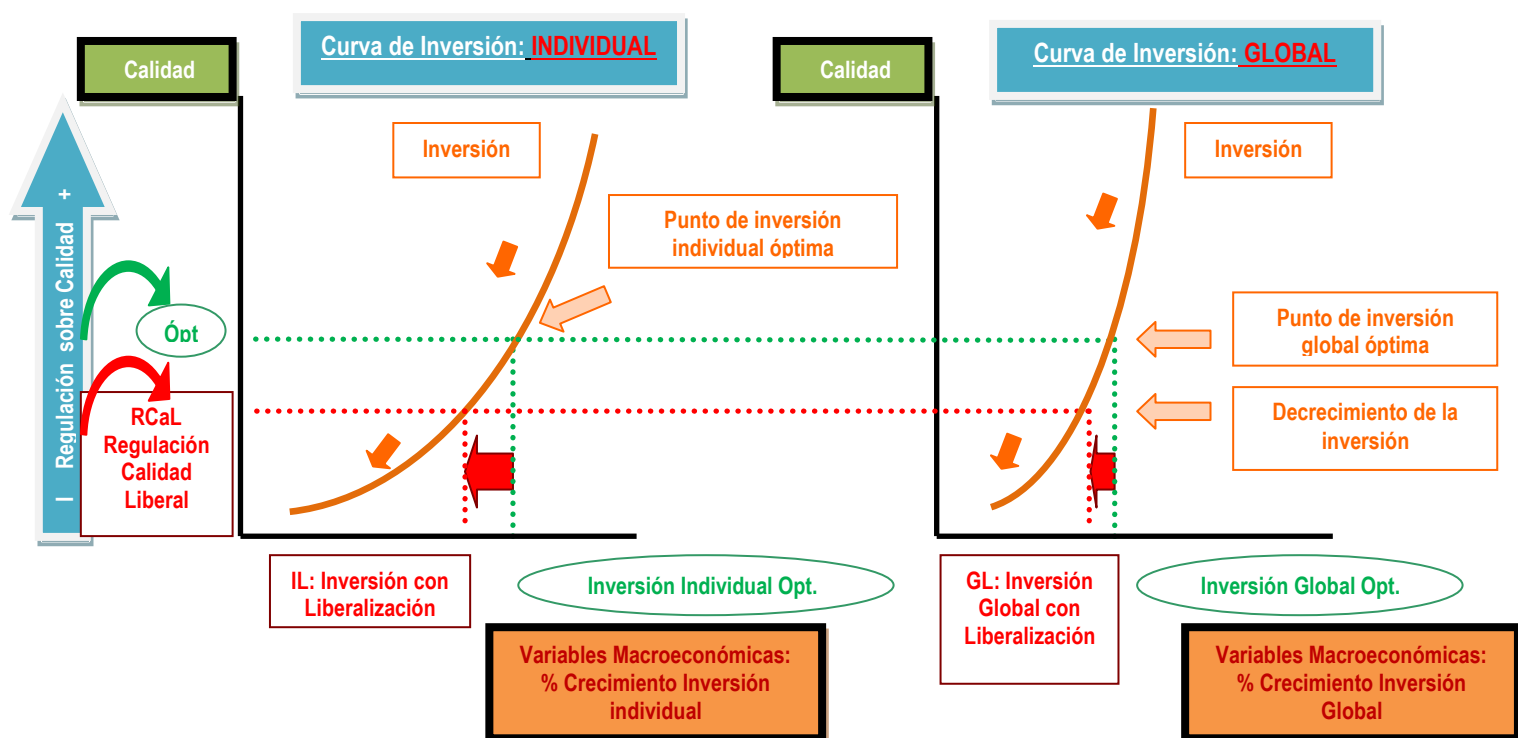 Curva de Inversión: INDIVIDUAL
Calidad
Inversión
Punto de inversión
individual óptima
I Regulación sobre Calidad +
Ópt
RCaL
Regulación
Calidad
Liberal
IL: Inversión con
Liberalización
Inversión Individual Opt.
Variables Macroeconómicas:
% Crecimiento Inversión
individual
Curva de Inversión: GLOBAL
Calidad
Inversión
Punto de inversión
global óptima
Decrecimiento de la
inversión
GL: Inversión
Global con
Liberalización
Inversión Global Opt.
Variables Macroeconómicas:
% Crecimiento Inversión
Global